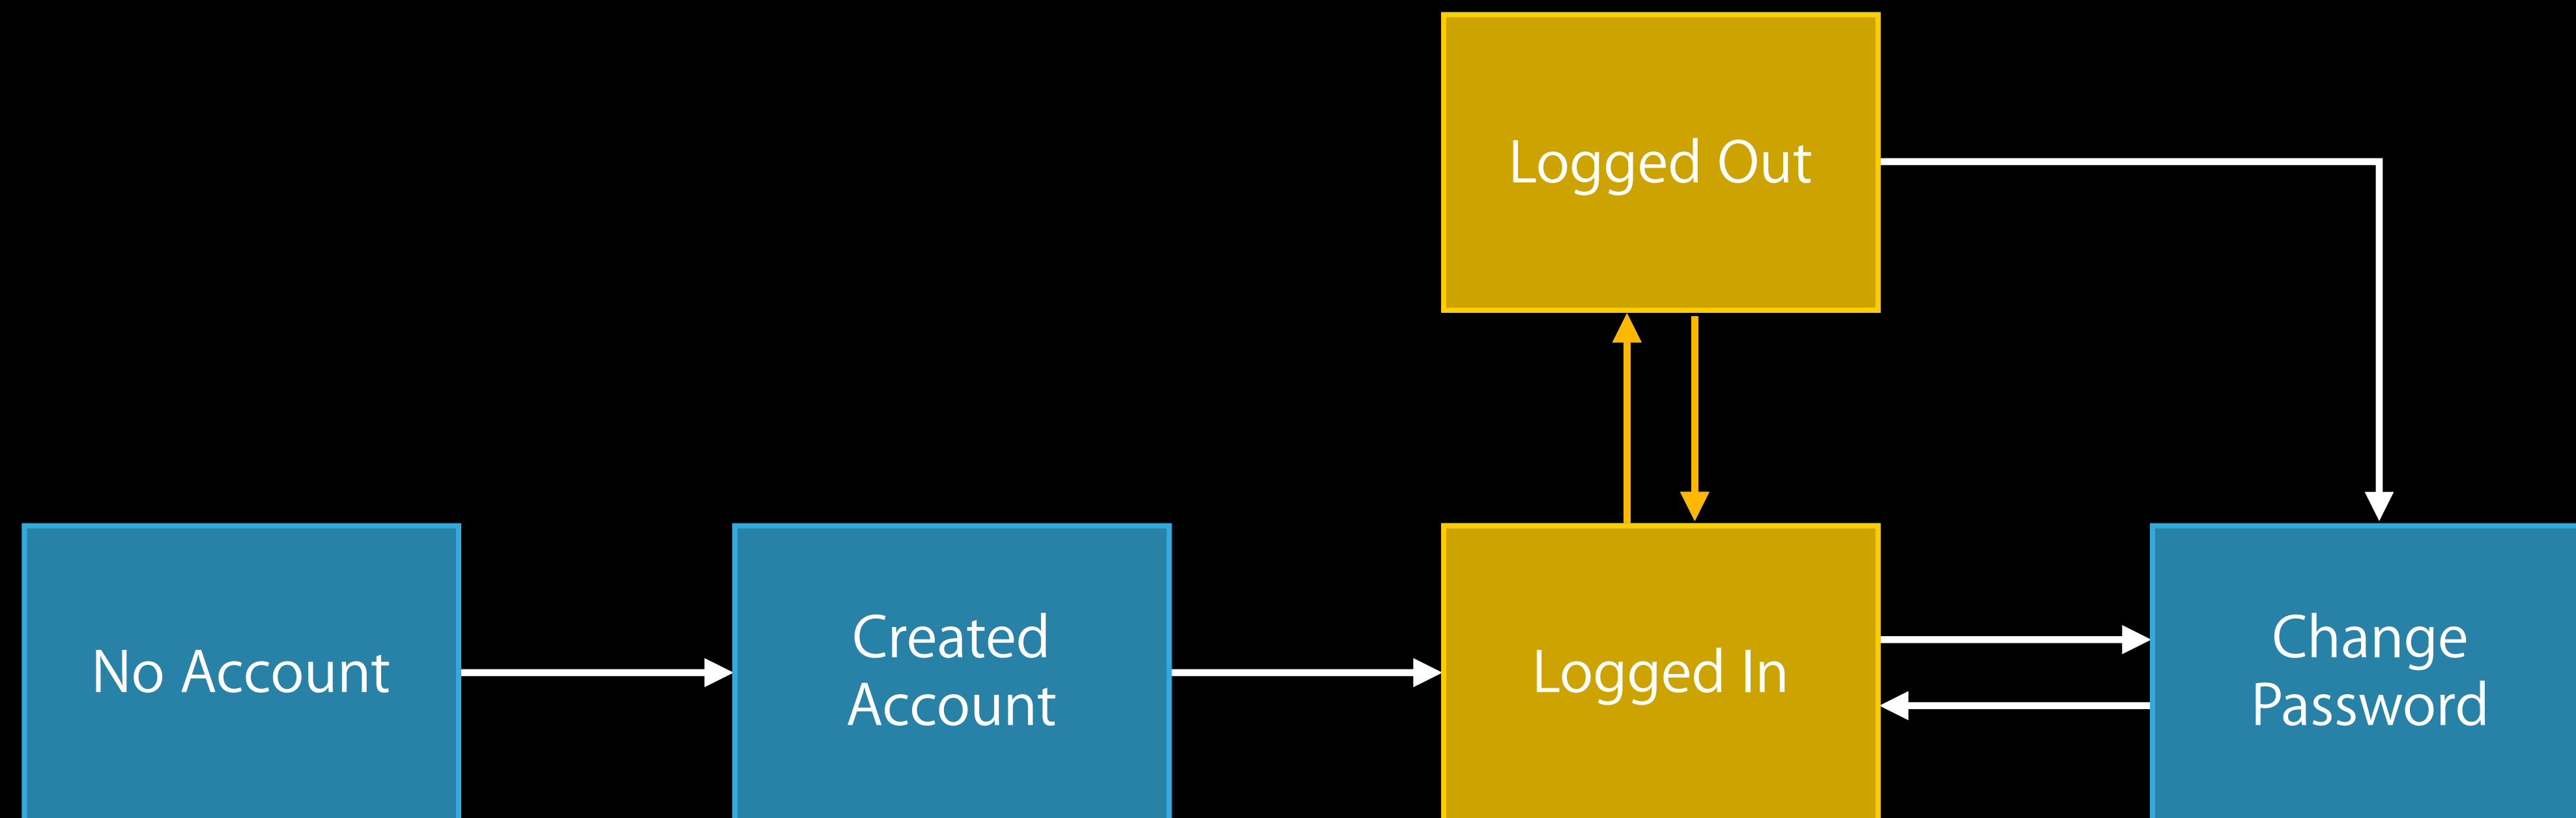 Logged Out
No Account
Created
Account
Logged In
Change
Password